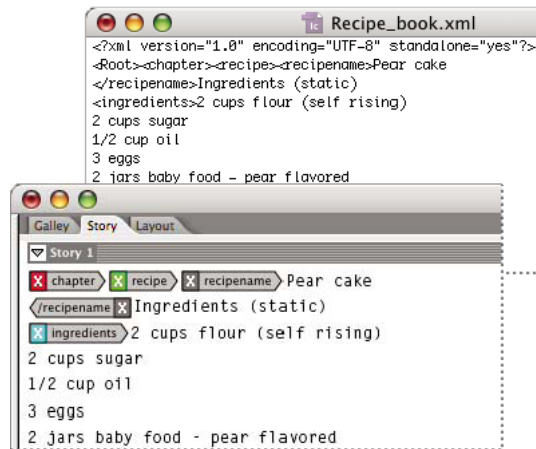 Recipe_book.xml
<?xml version="1.0" encoding="UTF-8" standalone="yes"?>
<Root><chapter><recipe><recipename>Pear cake
</recipename>Ingredients (static)
<ingredients>2 cups flour (self rising)
2 cups sugar
1/2 cup oil
3 eggs
2 jars baby food – pear flavored
Galley Story Layout
Story 1
chapter recipe recipename Pear cake
/recipename Ingredients (static)
ingredients 2 cups flour (self rising)
2 cups sugar
1/2 cup oil
3 eggs
2 jars baby food - pear flavored